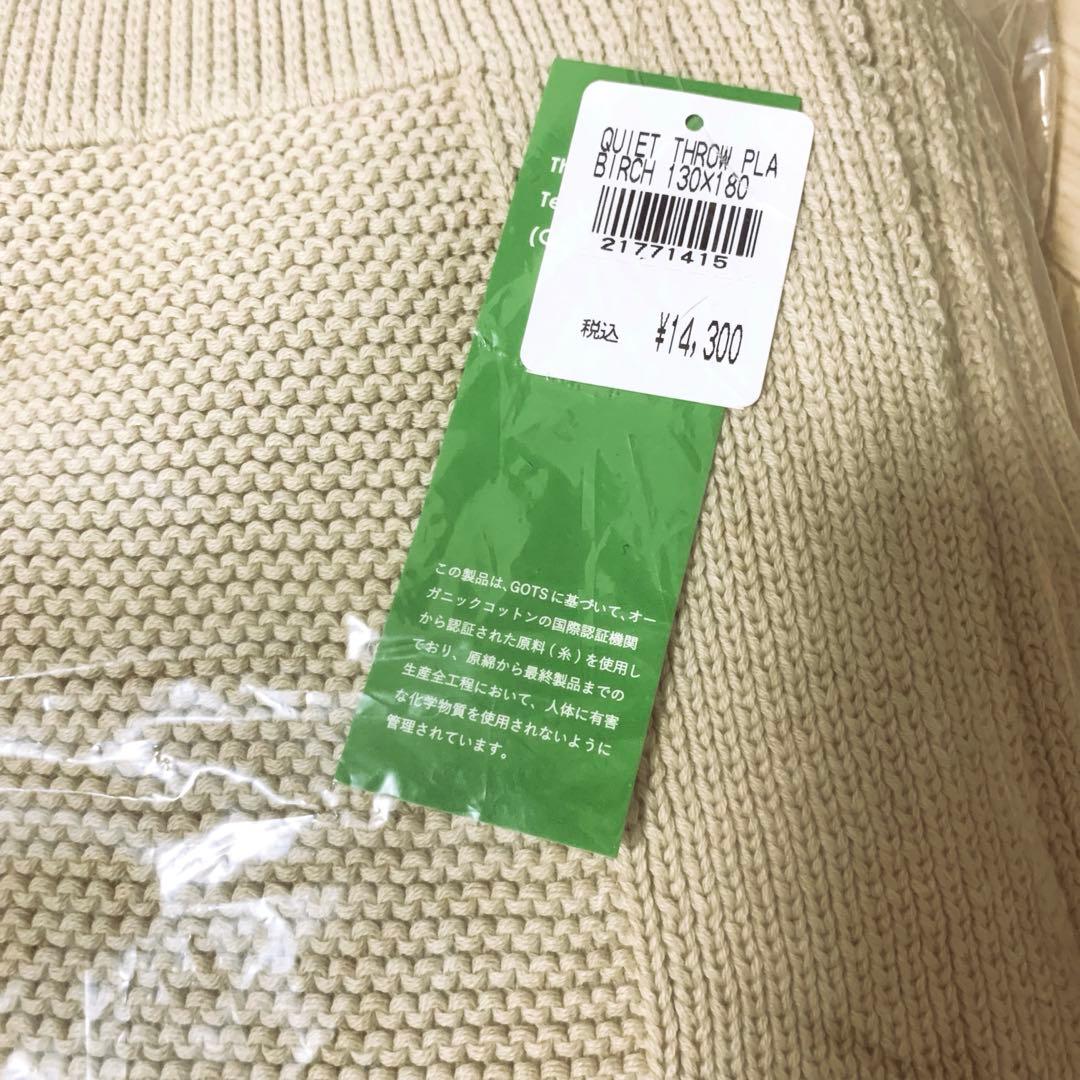 QUIET THROW PLA
BIRCH 130X180
21771415
税込 ¥14,300
Th
Te
(G
この製品は、GOTSに基づいて、オー
ガニックコットンの国際認証機関
から認証された原料(糸)を使用し
ており、原綿から最終製品までの
生産全工程において、人体に有害
な化学物質を使用されないように
管理されています。